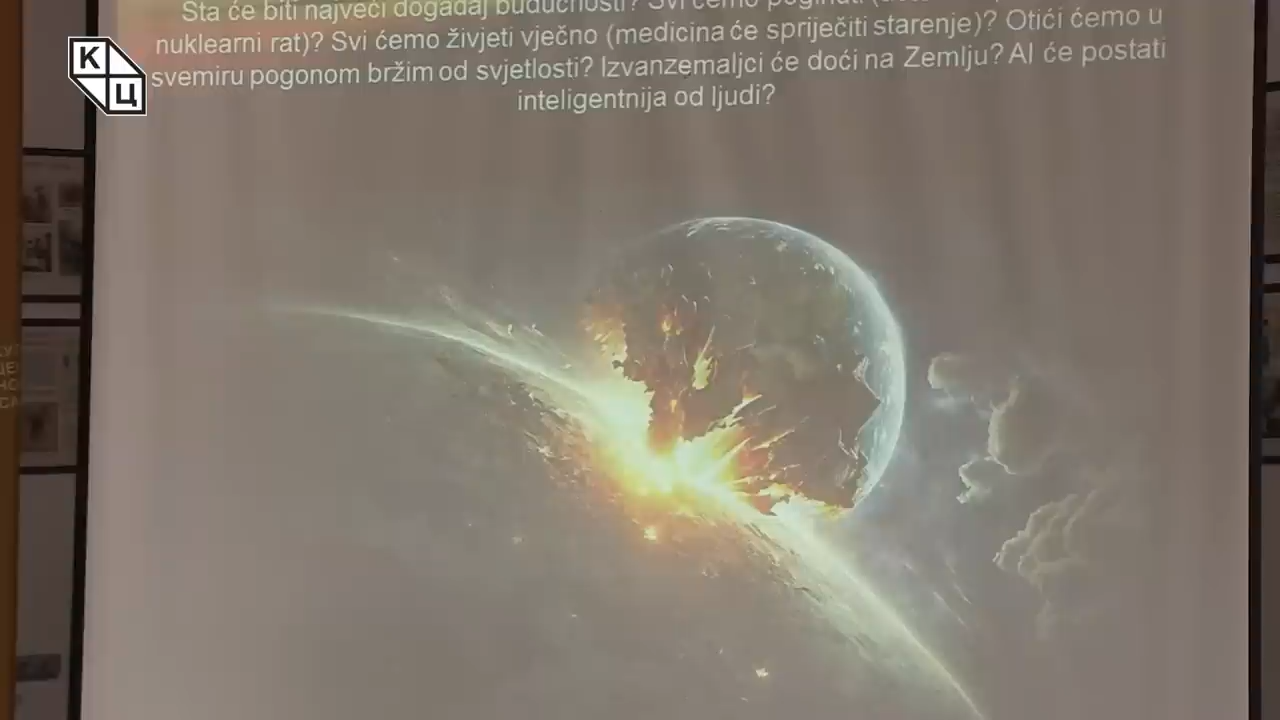 Šta će biti najveći događaj budućnosti? Svi ćemo poginuti
nuklearni rat)? Svi ćemo živjeti vječno (medicina će spriječiti starenje)? Otići ćemo u
svemiru pogonom bržim od svjetlosti? Izvanzemaljci će doći na Zemlju? AI će postati
inteligentnija od ljudi?
К
Ц